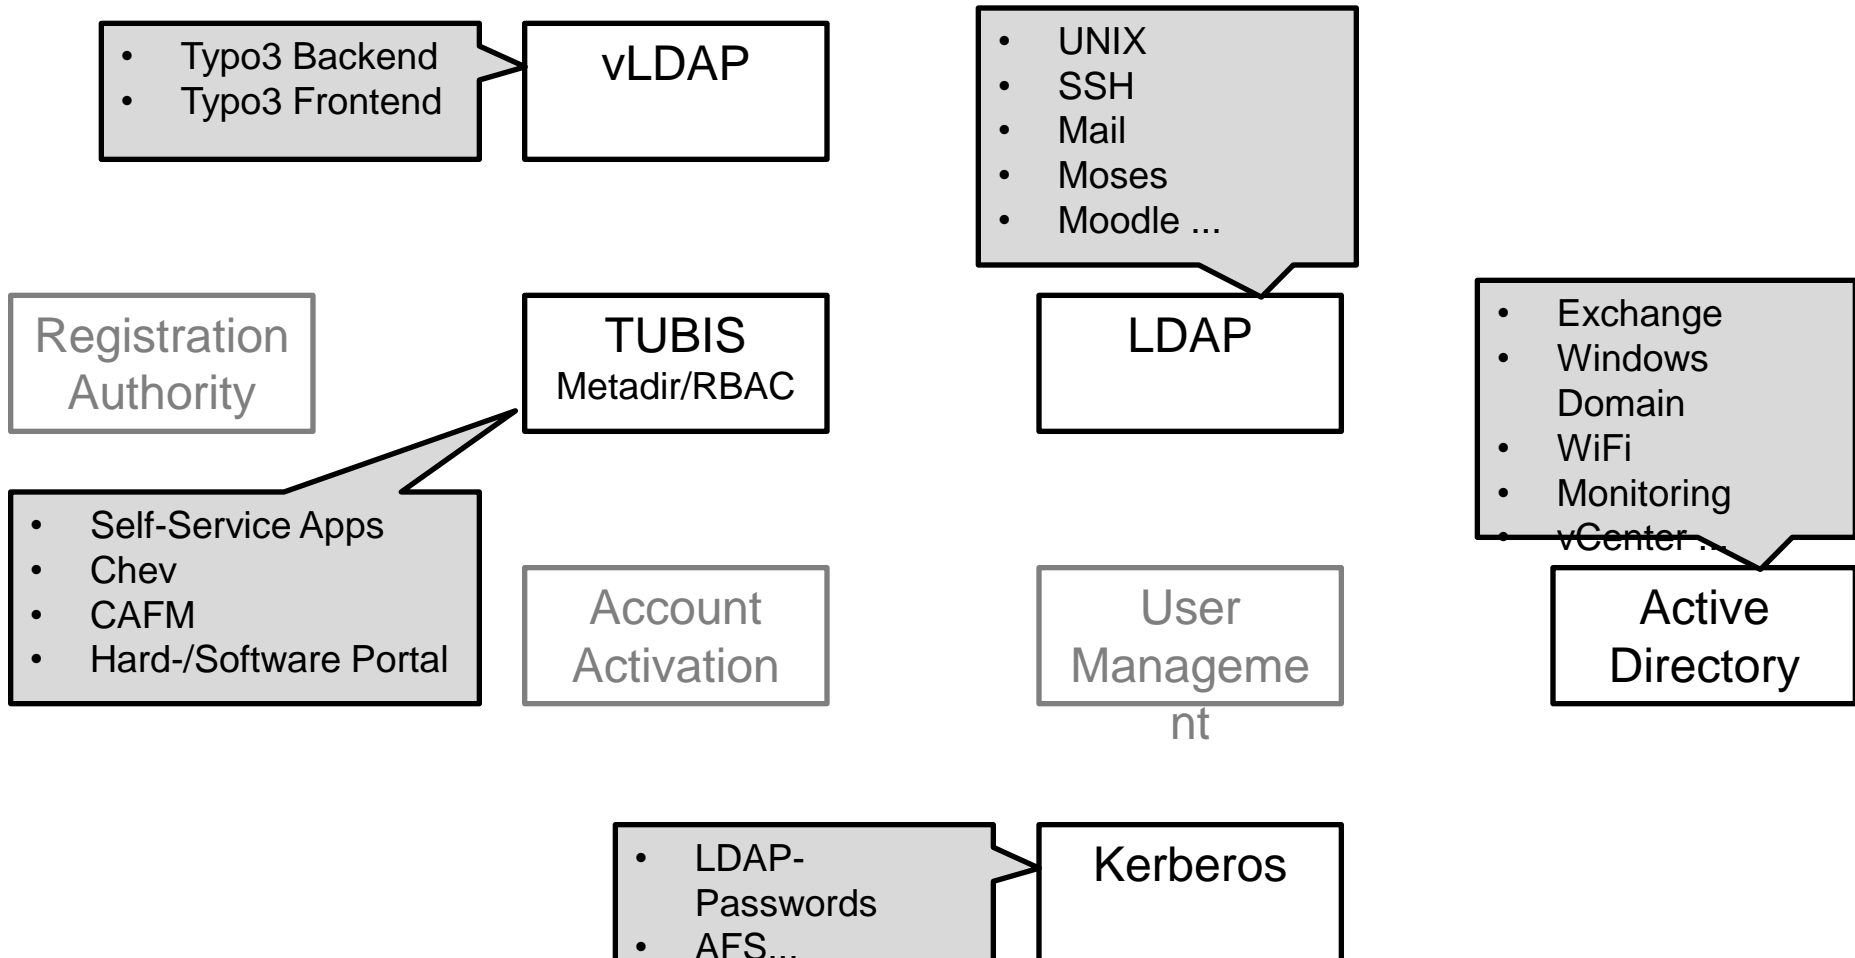 • Typo3 Backend
• Typo3 Frontend
vLDAP
• UNIX
• SSH
• Mail
• Moses
• Moodle ...
Registration
Authority
TUBIS
Metadir/RBAC
LDAP
• Exchange
• Windows
Domain
• WiFi
• Monitoring
• vCenter ...
• Self-Service Apps
• Chev
• CAFM
• Hard-/Software Portal
Account
Activation
User
Manageme
nt
Active
Directory
• LDAP-
Passwords
• AFS...
Kerberos